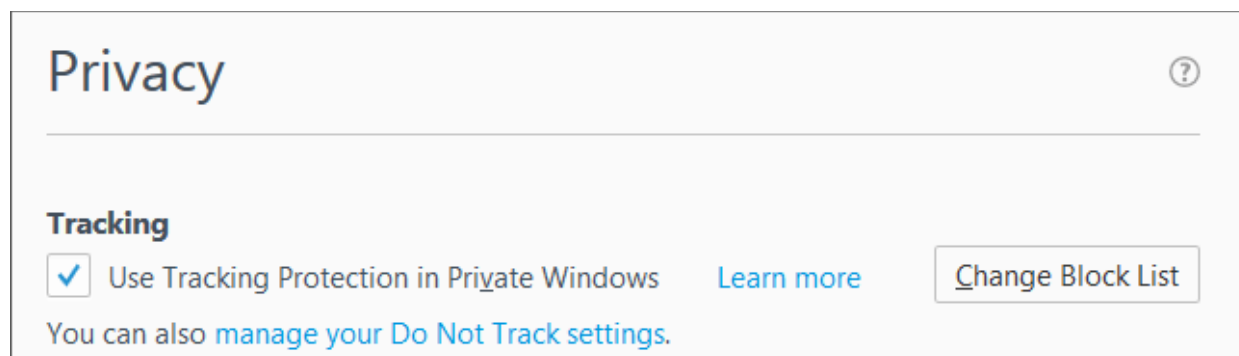 Privacy
?
Tracking
Use Tracking Protection in Private Windows Learn more Change Block List
You can also manage your Do Not Track settings.